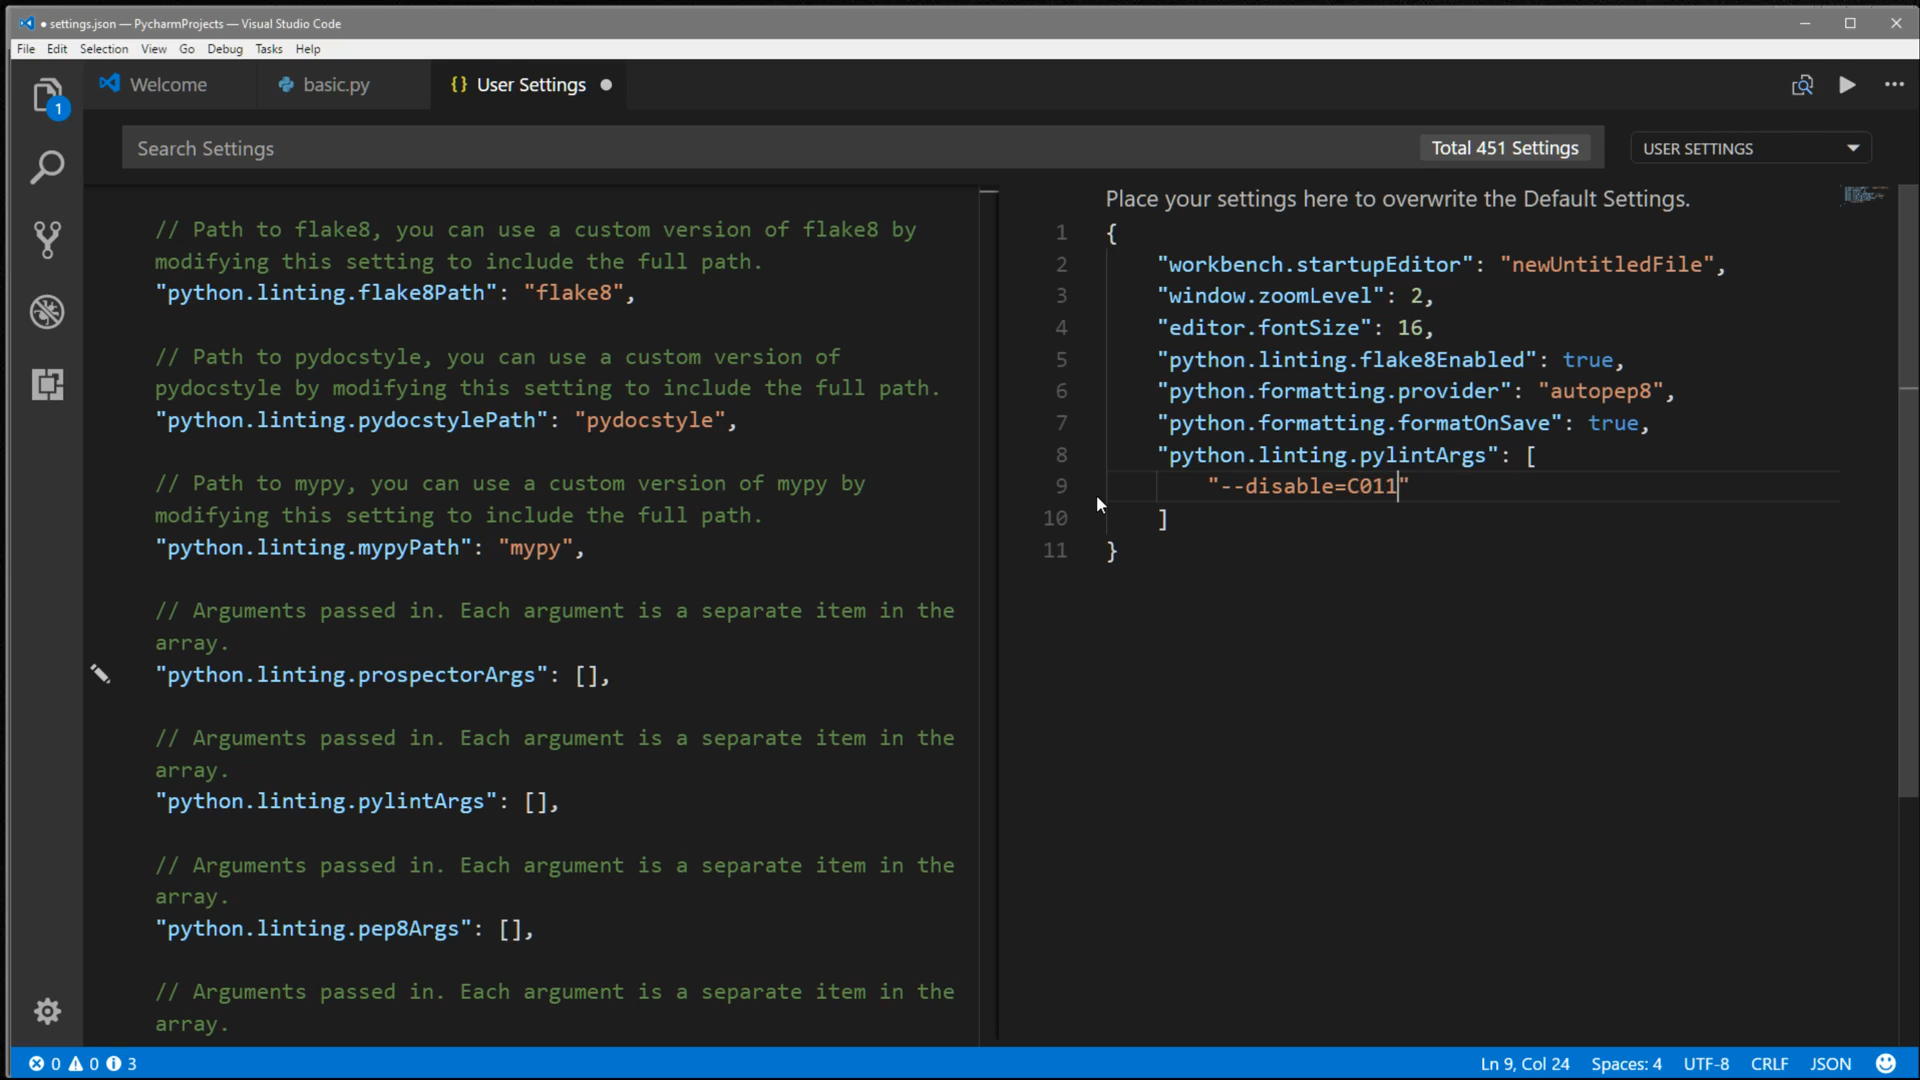 ● settings.json — PycharmProjects — Visual Studio Code
File Edit Selection View Go Debug Tasks Help
1
Welcome
basic.py
{} User Settings ●
Search Settings
Total 451 Settings
USER SETTINGS
// Path to flake8, you can use a custom version of flake8 by
modifying this setting to include the full path.
"python.linting.flake8Path": "flake8",
// Path to pydocstyle, you can use a custom version of
pydocstyle by modifying this setting to include the full path.
"python.linting.pydocstylePath": "pydocstyle",
// Path to mypy, you can use a custom version of mypy by
modifying this setting to include the full path.
"python.linting.mypyPath": "mypy",
// Arguments passed in. Each argument is a separate item in the
array.
"python.linting.prospectorArgs": [],
// Arguments passed in. Each argument is a separate item in the
array.
"python.linting.pylintArgs": [],
// Arguments passed in. Each argument is a separate item in the
array.
"python.linting.pep8Args": [],
// Arguments passed in. Each argument is a separate item in the
array.
Place your settings here to overwrite the Default Settings.
1 {
2 "workbench.startupEditor": "newUntitledFile",
3 "window.zoomLevel": 2,
4 "editor.fontSize": 16,
5 "python.linting.flake8Enabled": true,
6 "python.formatting.provider": "autopep8",
7 "python.formatting.formatOnSave": true,
8 "python.linting.pylintArgs": [
9 "--disable=C011"
10 ]
11 }
0 0 3
Ln 9, Col 24 Spaces: 4 UTF-8 CRLF JSON